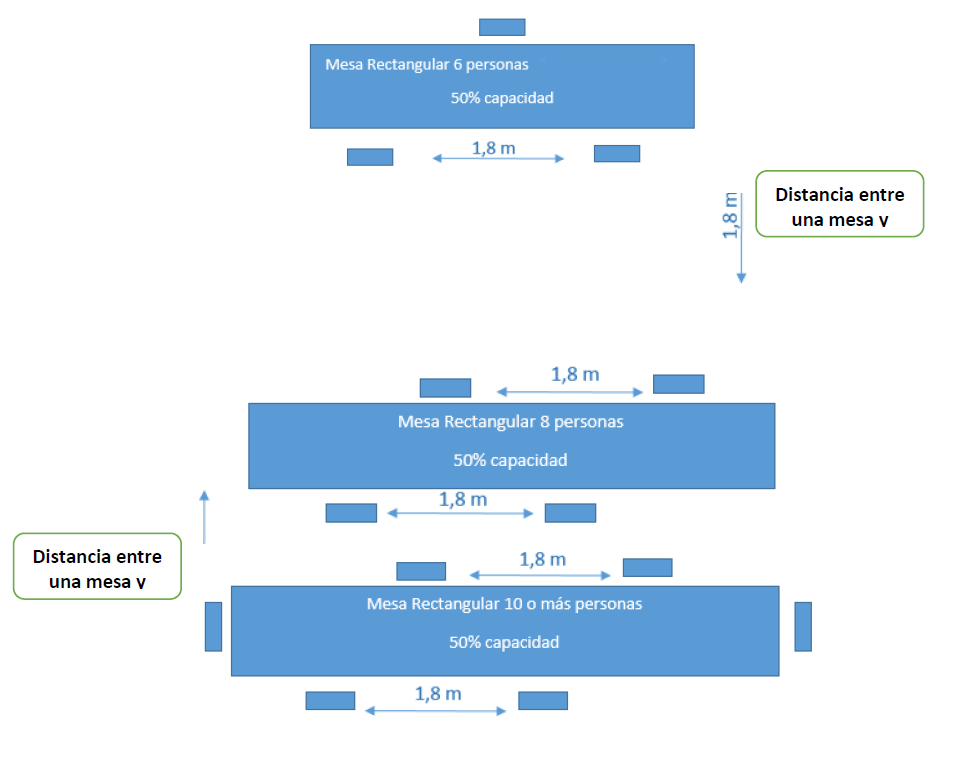 Mesa Rectangular 6 personas
50% capacidad
1,8 m
1,8 m
Distancia entre
una mesa y
1,8 m
Mesa Rectangular 8 personas
50% capacidad
1,8 m
Distancia entre
una mesa y
1,8 m
Mesa Rectangular 10 o más personas
50% capacidad
1,8 m